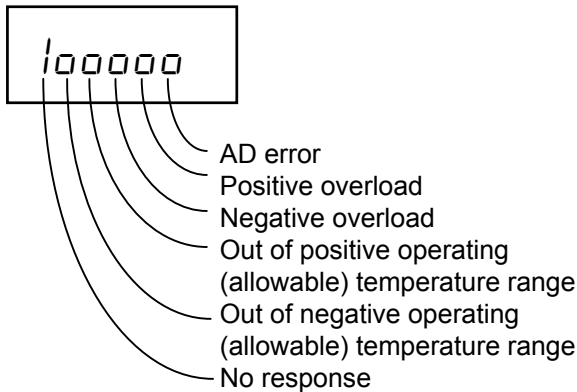 1ooooo
AD error
Positive overload
Negative overload
Out of positive operating
(allowable) temperature range
Out of negative operating
(allowable) temperature range
No response